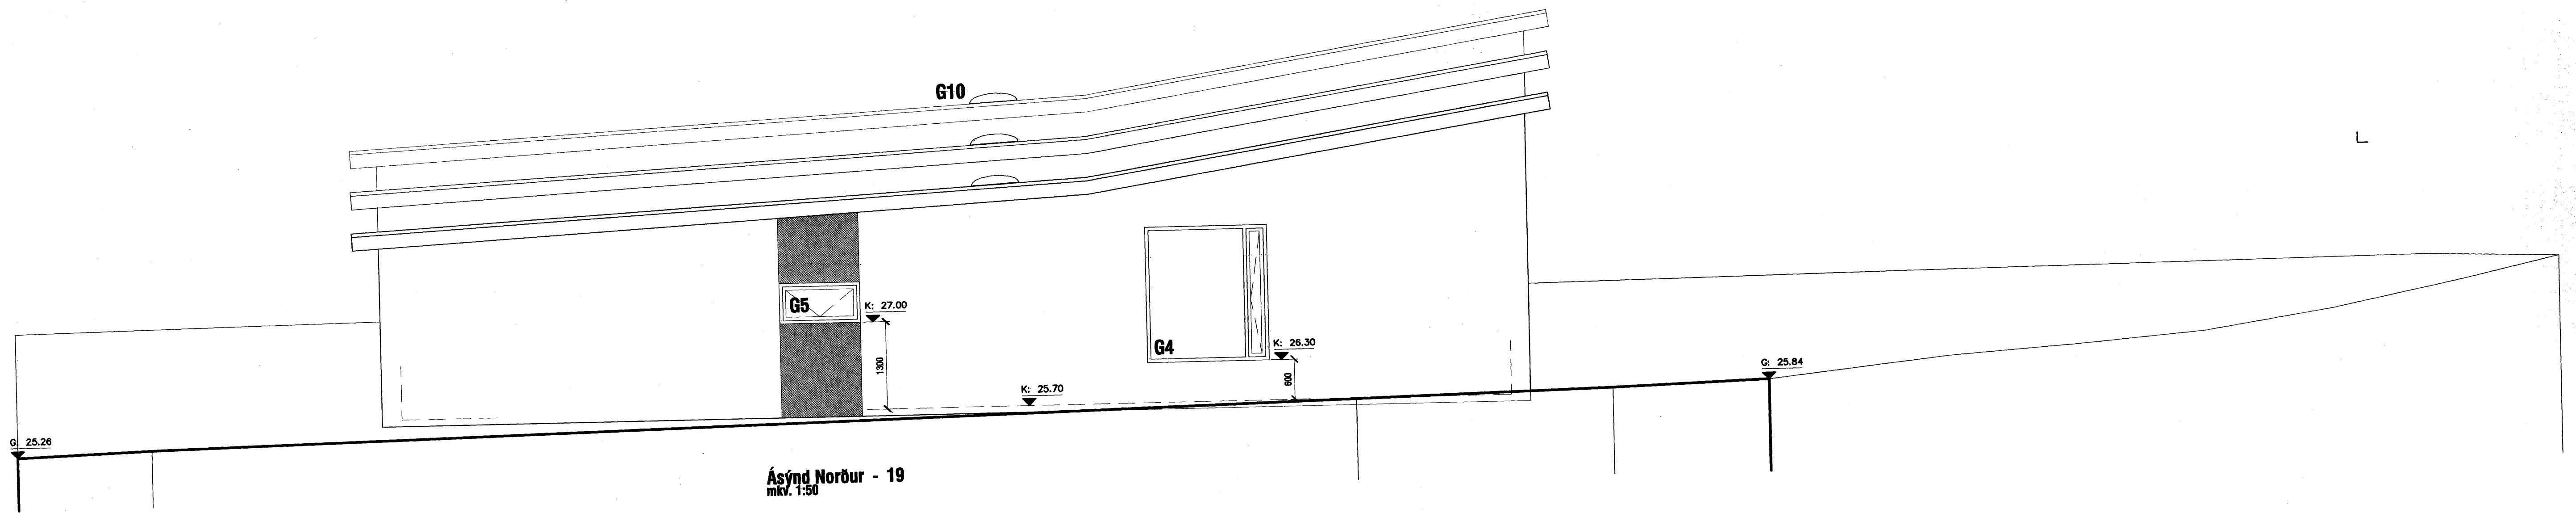 G10
G5
K: 27.00
1300
G4
K: 26.30
600
K: 25.70
G: 25.84
G: 25.26
Ásýnd Norður - 19
mkv. 1:50